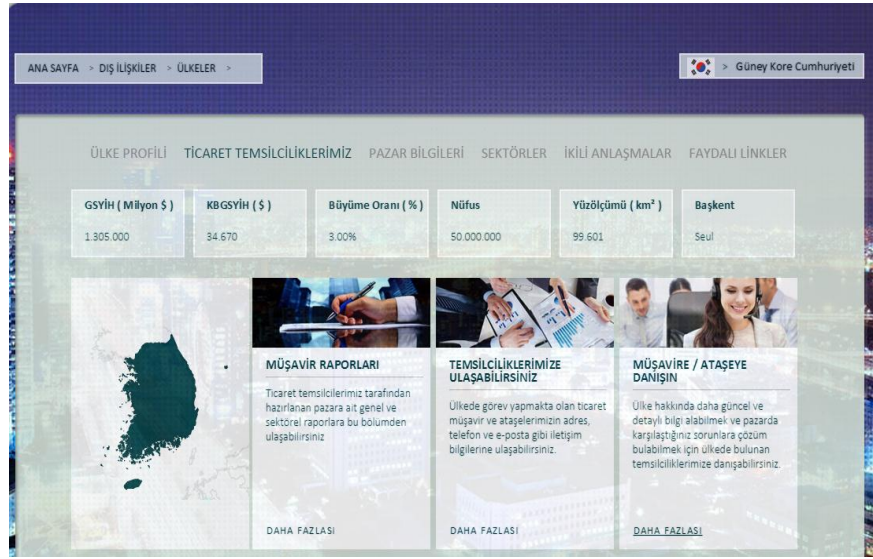 ANA SAYFA > DIŞ İLİŞKİLER > ÜLKELER >
> Güney Kore Cumhuriyeti
ÜLKE PROFİLİ TİCARET TEMSİLCİLİKLERİMİZ PAZAR BİLGİLERİ SEKTÖRLER İKİLİ ANLAŞMALAR FAYDALI LİNKLER
GSYİH ( Milyon $ )
1.305.000
KBGSYİH ( $ )
34.670
Büyüme Oranı ( % )
3.00%
Nüfus
50.000.000
Yüzölçümü ( km² )
99.601
Başkent
Seul
MÜŞAVİR RAPORLARI
Ticaret temsilcilerimiz tarafından
hazırlanan pazara ait genel ve
sektörel raporlara bu bölümden
ulaşabilirsiniz
DAHA FAZLASI
TEMSİLCİLİKLERİMİZE
ULAŞABİLİRSİNİZ
Ülkede görev yapmakta olan ticaret
müşavir ve ataşelerimizin adres,
telefon ve e-posta gibi iletişim
bilgilerine ulaşabilirsiniz.
DAHA FAZLASI
MÜŞAVİRE / ATAŞEYE
DANIŞIN
Ülke hakkında daha güncel ve
detaylı bilgi alabilmek ve pazarda
karşılaştığınız sorunlara çözüm
bulabilmek için ülkede bulunan
temsilciliklerimize danışabilirsiniz.
DAHA FAZLASI